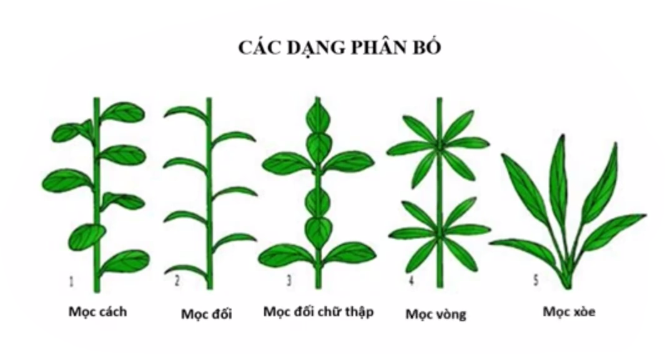 CÁC DẠNG PHÂN BỐ
1 2 3 4 5
Mọc cách Mọc đối Mọc đối chữ thập Mọc vòng Mọc xòe